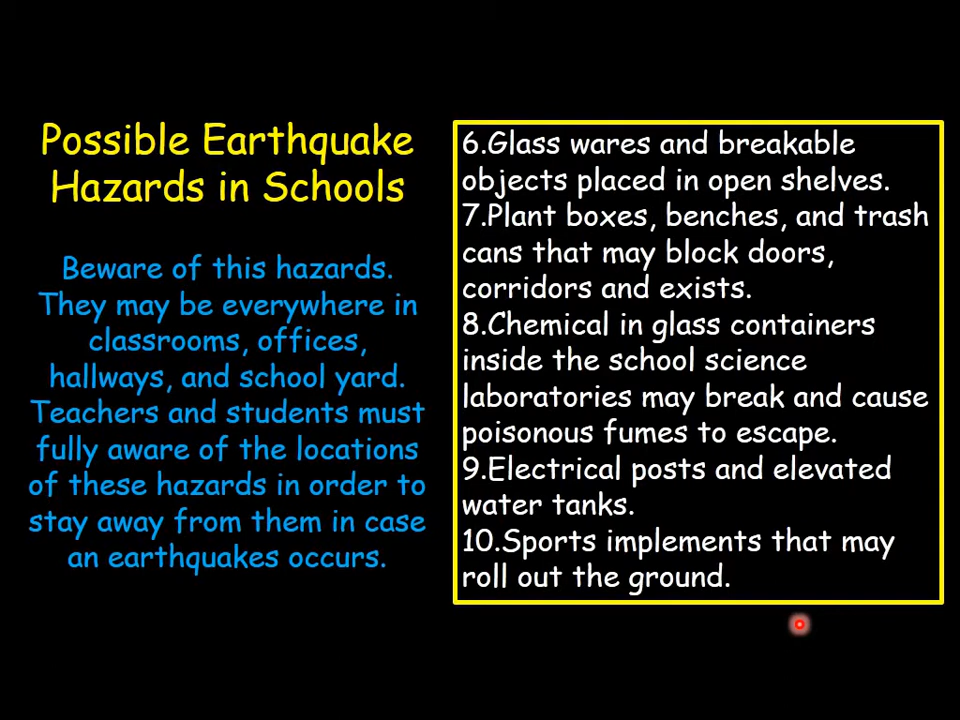 Possible Earthquake
Hazards in Schools
Beware of this hazards.
They may be everywhere in
classrooms, offices,
hallways, and school yard.
Teachers and students must
fully aware of the locations
of these hazards in order to
stay away from them in case
an earthquakes occurs.
6.Glass wares and breakable
objects placed in open shelves.
7.Plant boxes, benches, and trash
cans that may block doors,
corridors and exists.
8.Chemical in glass containers
inside the school science
laboratories may break and cause
poisonous fumes to escape.
9.Electrical posts and elevated
water tanks.
10.Sports implements that may
roll out the ground.